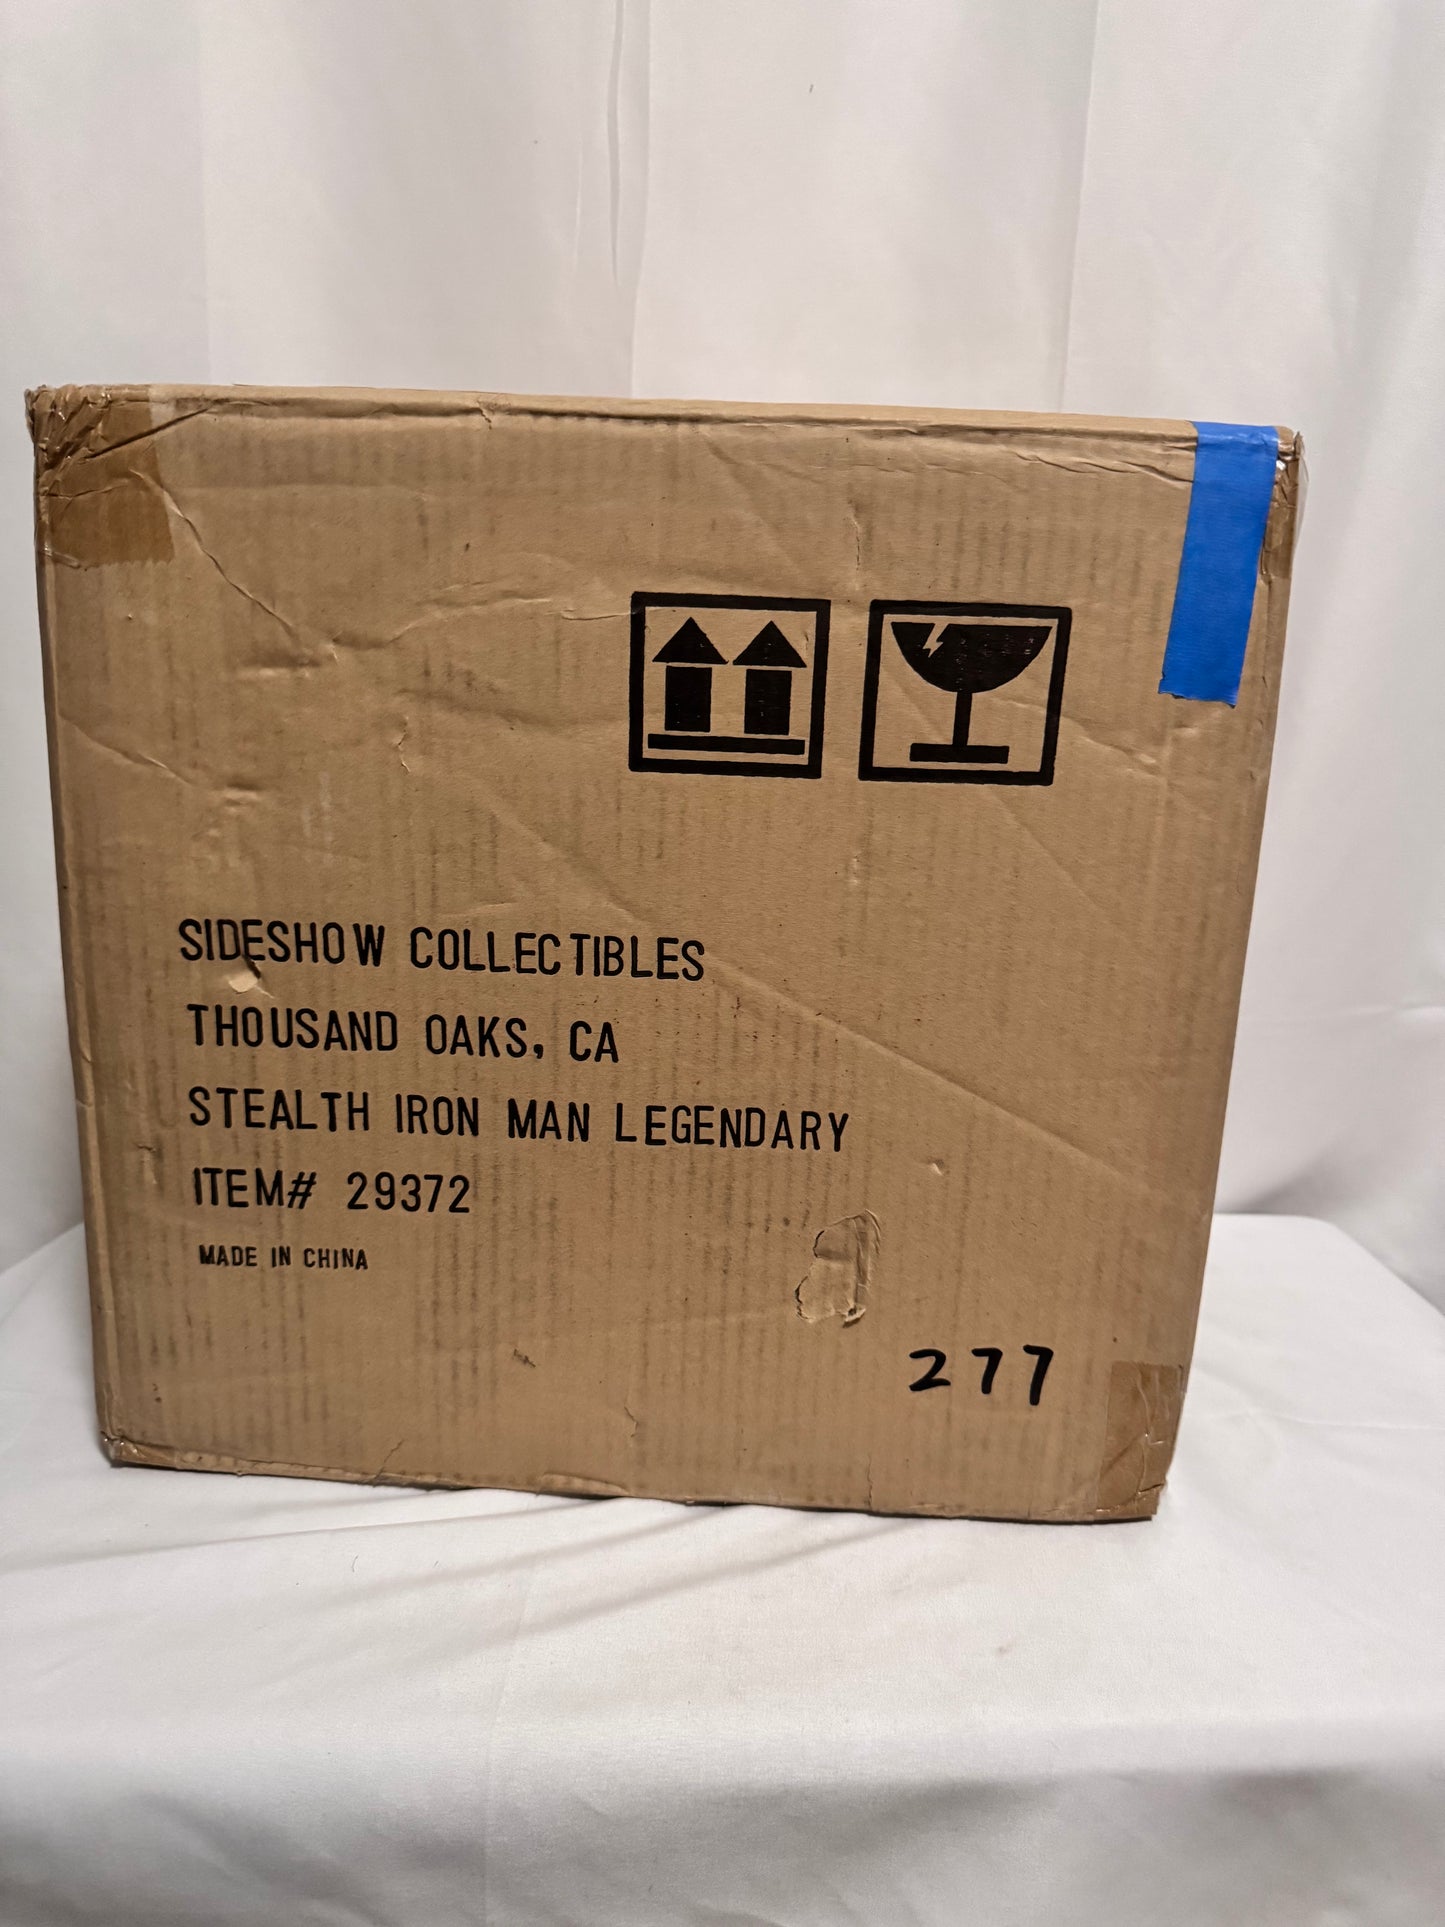 SIDESHOW COLLECTIBLES
THOUSAND OAKS, CA
STEALTH IRON MAN LEGENDARY
ITEM# 29372
MADE IN CHINA
277